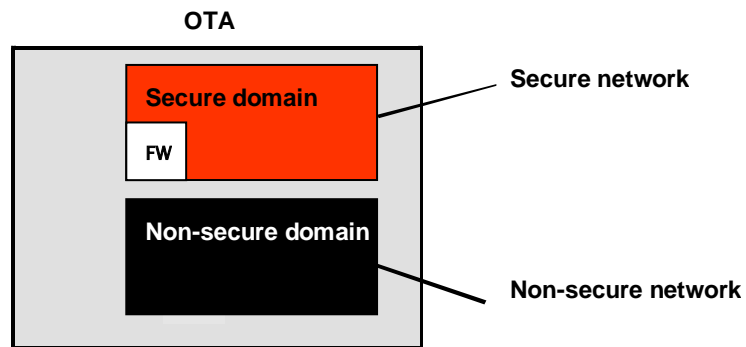 OTA
Secure domain
Secure network
FW
Non-secure domain
Non-secure network